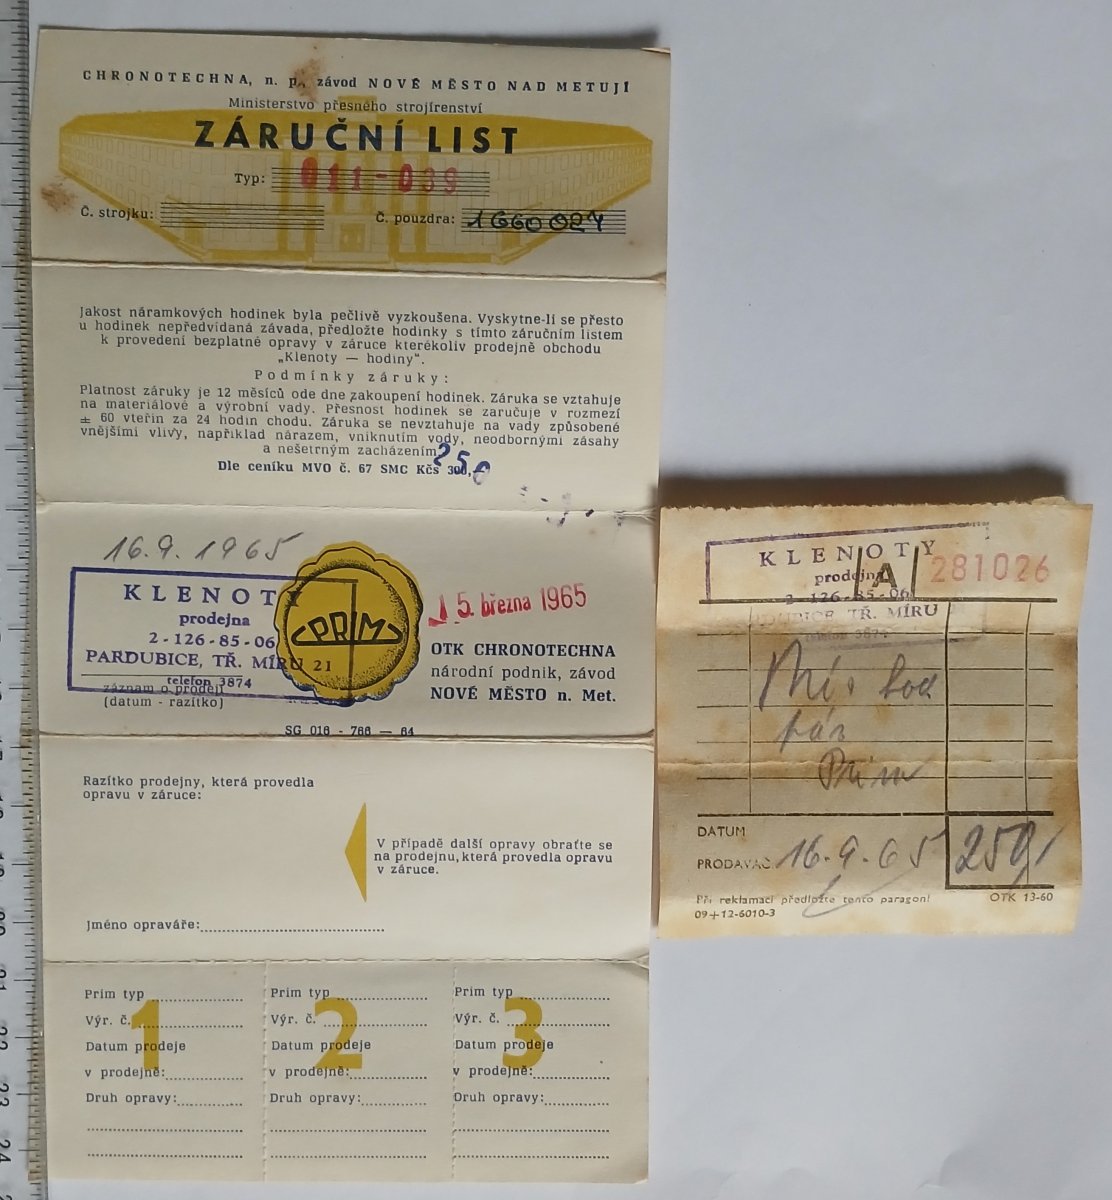 CHRONOTECHNA, n. p., závod NOVÉ MĚSTO NAD METUJÍ
Ministerstvo přesného strojírenství
ZÁRUČNÍ LIST
Typ: 011-039
Č. strojku:
Č. pouzdra: 1660024
Jakost náramkových hodinek byla pečlivě vyzkoušena. Vyskytne-li se přesto
u hodinek nepředvídaná závada, předložte hodinky s tímto záručním listem
k provedení bezplatné opravy v záruce kterékoliv prodejně obchodu
„Klenoty — hodiny“.
Podmínky záruky:
Platnost záruky je 12 měsíců ode dne zakoupení hodinek. Záruka se vztahuje
na materiálové a výrobní vady. Přesnost hodinek se zaručuje v rozmezí
± 60 vteřin za 24 hodin chodu. Záruka se nevztahuje na vady způsobené
vnějšími vlivy, například nárazem, vniknutím vody, neodbornými zásahy
a nešetrným zacházením.
250
Dle ceníku MVO č. 67 SMC Kčs 300,
16. 9. 1965
KLENOTY
prodejna
2-126-85-06
PARDUBICE, TŘ. MÍRU 21
telefon 3874
záznam o prodeji
(datum - razítko)
PRIM
15. března 1965
OTK CHRONOTECHNA
národní podnik, závod
NOVÉ MĚSTO n. Met.
SG 016 - 766 — 64
Razítko prodejny, která provedla
opravu v záruce:
V případě další opravy obraťte se
na prodejnu, která provedla opravu
v záruce.
Jméno opraváře:
1
Prim typ
Výr. č.
Datum prodeje
v prodejně:
Druh opravy:
2
Prim typ
Výr. č.
Datum prodeje
v prodejně:
Druh opravy:
3
Prim typ
Výr. č.
Datum prodeje
v prodejně:
Druh opravy:
KLENOTY
prodejna
2-126-85-06
PARDUBICE, TŘ. MÍRU
telefon 3874
A 281026
Prim
DATUM
PRODAVAČ 16. 9. 65 250,
Při reklamaci předložte tento paragon!
OTK 13-60
09+12-6010-3
13
14